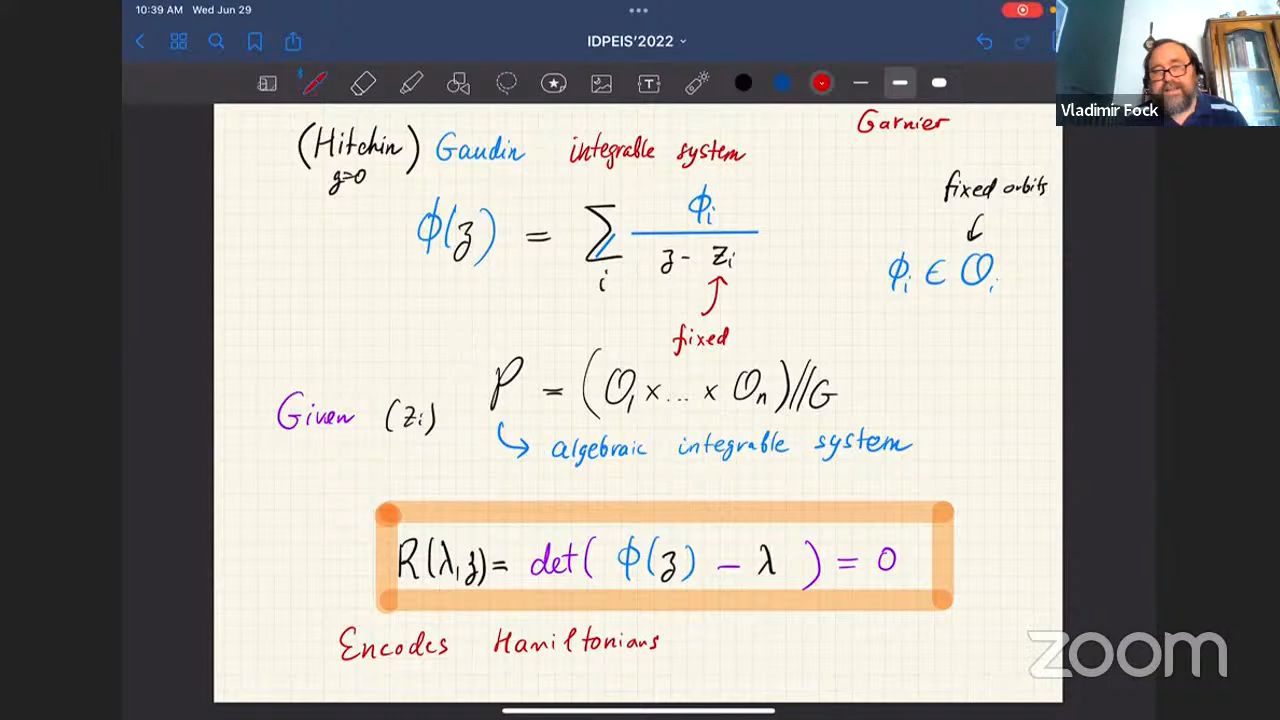 10:39 AM Wed Jun 29
IDPEIS'2022
Vladimir Fock
Garnier
(Hitchin) Gaudin integrable system
g=0
fixed orbits
ϕ(z) = ∑ ϕi / z - zi
i
ϕi ∈ Oi
fixed
P = (O1 × ... × On)//G
Given (zi)
algebraic integrable system
R(λ,z) = det( ϕ(z) - λ ) = 0
Encodes Hamiltonians
zoom